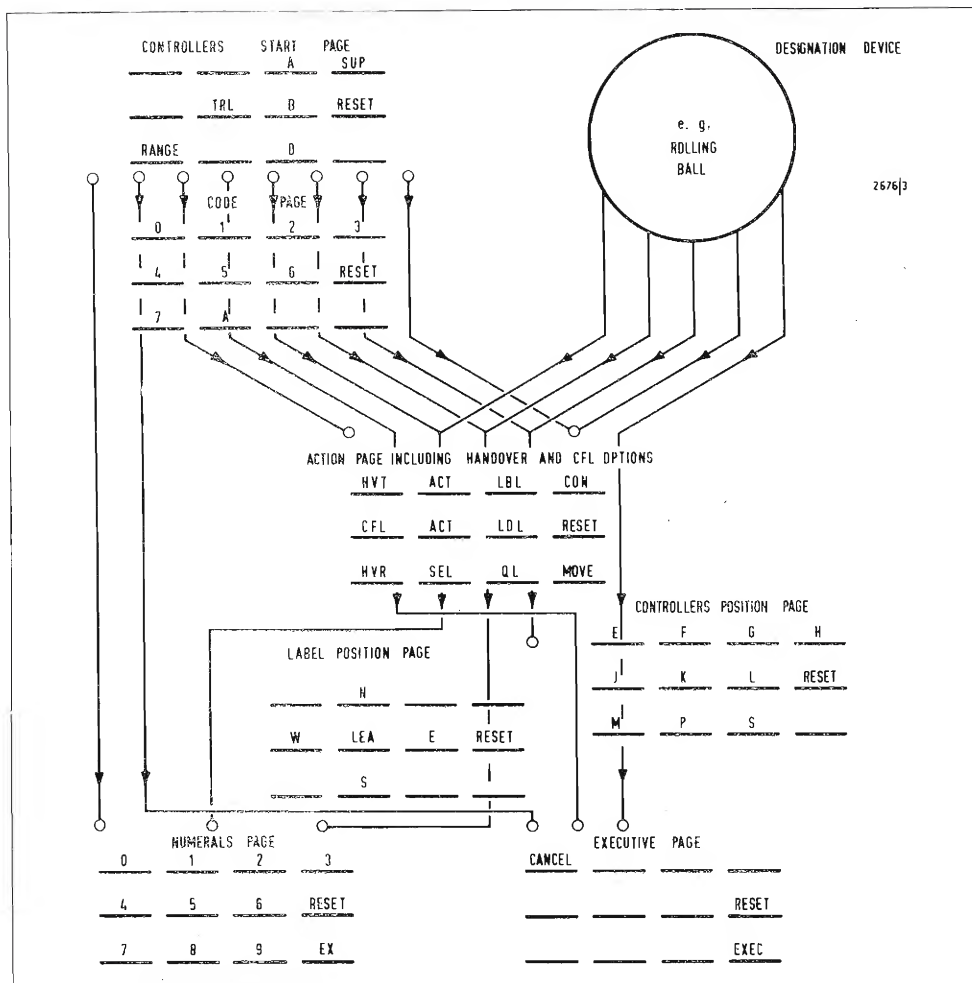 CONTROLLERS START PAGE
DESIGNATION DEVICE
A SUP
TRL B RESET
RANGE D
e. g.
ROLLING
BALL
2676/3
CODE PAGE
0 1 2 3
4 5 6 RESET
7 A
ACTION PAGE INCLUDING HANDOVER AND CFL OPTIONS
HVT ACT LBL CON
CFL ACT LDL RESET
HVR SEL QL MOVE
CONTROLLERS POSITION PAGE
E F G H
J K L RESET
M P S
LABEL POSITION PAGE
N
W LEA E RESET
S
NUMERALS PAGE
0 1 2 3
4 5 6 RESET
7 8 9 EX
EXECUTIVE PAGE
CANCEL
RESET
EXEC